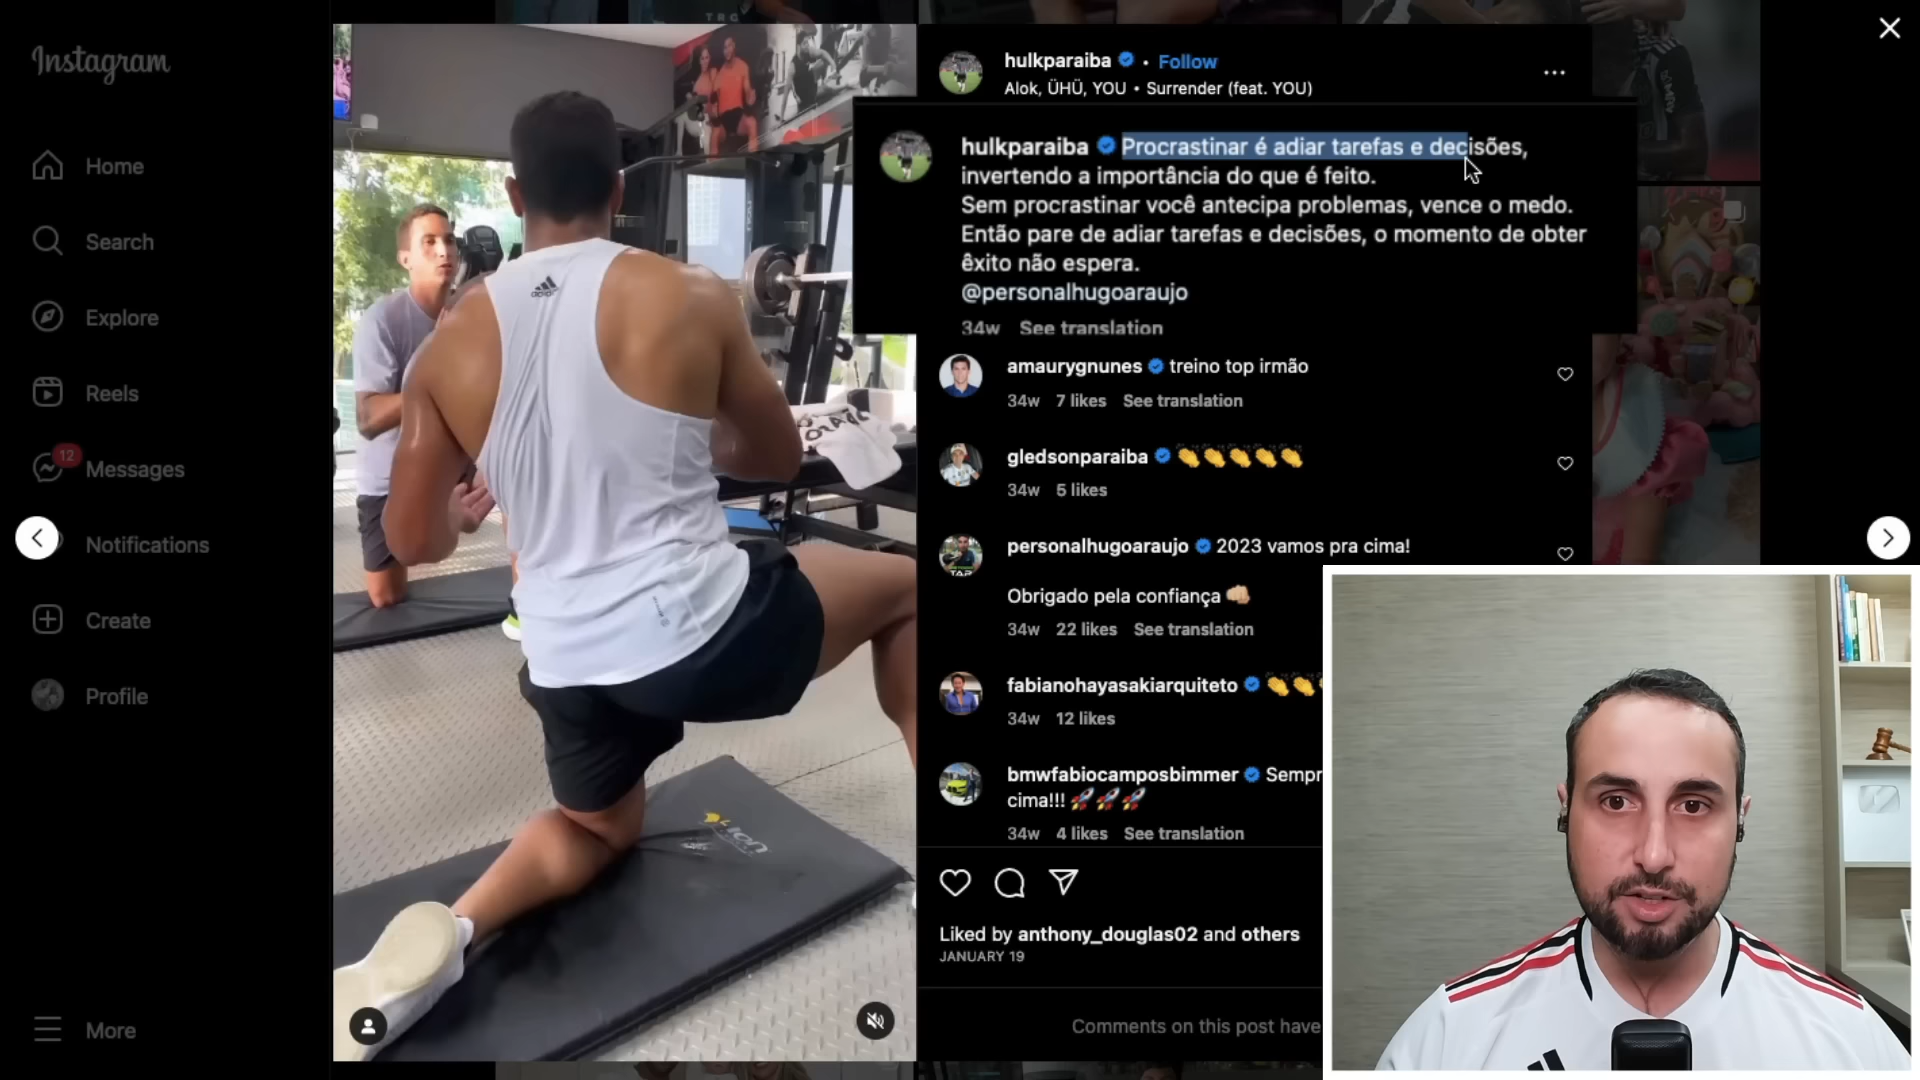 Instagram
Home
Search
Explore
Reels
12
Messages
Notifications
Create
Profile
More
TRG
adidas
LION
hulkparaiba • Follow
Alok, ÜHÜ, YOU • Surrender (feat. YOU)
hulkparaiba Procrastinar é adiar tarefas e decisões,
invertendo a importância do que é feito.
Sem procrastinar você antecipa problemas, vence o medo.
Então pare de adiar tarefas e decisões, o momento de obter
êxito não espera.
@personalhugoaraujo
34w See translation
amaurygnunes treino top irmão
34w 7 likes See translation
gledsonparaiba 👏👏👏👏👏
34w 5 likes
personalhugoaraujo 2023 vamos pra cima!
Obrigado pela confiança 👊🏼
34w 22 likes See translation
fabianohayasakiarquiteto 👏👏
34w 12 likes
bmwfabiocamposbimmer Sempr
cima!!! 🚀🚀🚀
34w 4 likes See translation
Liked by anthony_douglas02 and others
JANUARY 19
Comments on this post have